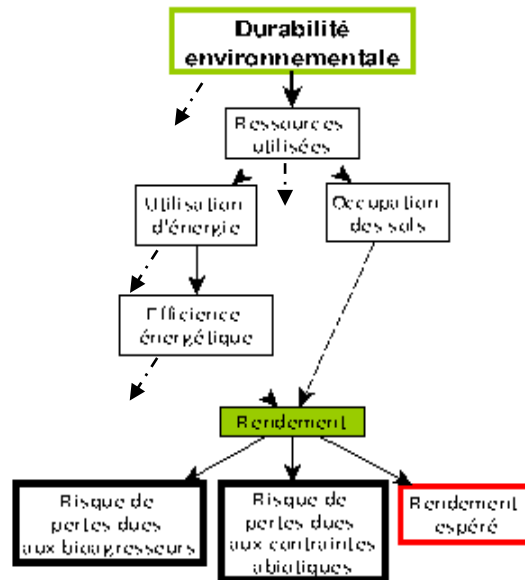 Durabilité
environnementale
Ressources
utilisées
Utilisation
d'énergie
Occupation
des sols
Efficience
énergétique
Rendement
Risque de
pertes dues
aux bioagresseurs
Risque de
pertes dues
aux contraintes
abiotiques
Rendement
espéré